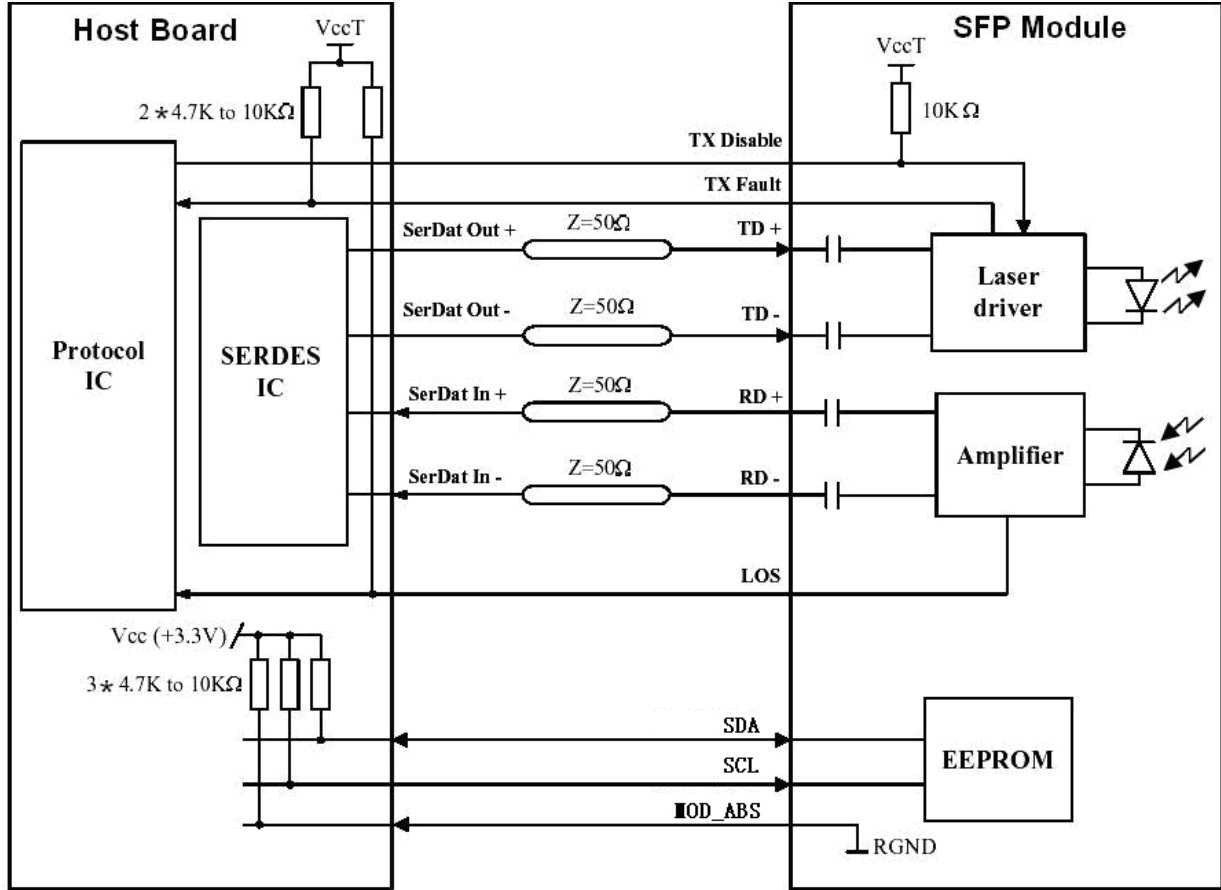 Host Board
SFP Module
VccT
VccT
2*4.7K to 10KΩ
10KΩ
TX Disable
TX Fault
SerDat Out +
Z=50Ω
TD +
Laser
driver
SerDat Out -
Z=50Ω
TD -
Protocol
IC
SERDES
IC
SerDat In +
Z=50Ω
RD +
Amplifier
SerDat In -
Z=50Ω
RD -
LOS
Vcc (+3.3V)
3*4.7K to 10KΩ
SDA
SCL
EEPROM
MOD_ABS
RGND